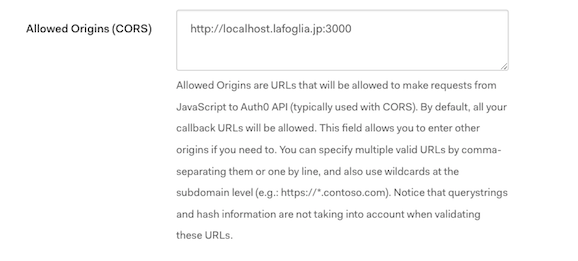 Allowed Origins (CORS)
http://localhost.lafoglia.jp:3000
Allowed Origins are URLs that will be allowed to make requests from
JavaScript to Auth0 API (typically used with CORS). By default, all your
callback URLs will be allowed. This field allows you to enter other
origins if you need to. You can specify multiple valid URLs by comma-
separating them or one by line, and also use wildcards at the
subdomain level (e.g.: https://*.contoso.com). Notice that querystrings
and hash information are not taking into account when validating
these URLs.